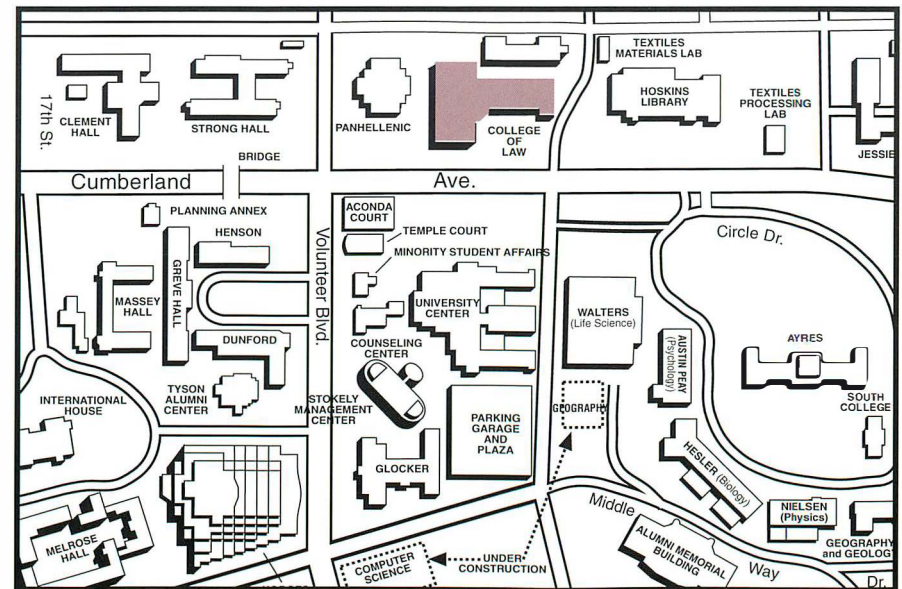 TEXTILES
MATERIALS LAB
17th St.
CLEMENT
HALL
STRONG HALL
PANHELLENIC
COLLEGE
OF
LAW
HOSKINS
LIBRARY
TEXTILES
PROCESSING
LAB
JESSIE
BRIDGE
Cumberland Ave.
PLANNING ANNEX
HENSON
GREVE HALL
MASSEY
HALL
DUNFORD
TYSON
ALUMNI
CENTER
Volunteer Blvd.
ACONDA
COURT
TEMPLE COURT
MINORITY STUDENT AFFAIRS
UNIVERSITY
CENTER
COUNSELING
CENTER
STOKELY
MANAGEMENT
CENTER
PARKING
GARAGE
AND
PLAZA
GLOCKER
Circle Dr.
WALTERS
(Life Science)
AUSTIN PEAY
(Psychology)
AYRES
SOUTH
COLLEGE
GEOGRAPHY
HESLER (Biology)
NIELSEN
(Physics)
GEOGRAPHY
and GEOLOGY
INTERNATIONAL
HOUSE
MELROSE
HALL
COMPUTER
SCIENCE
UNDER
CONSTRUCTION
Middle Way
ALUMNI MEMORIAL
BUILDING
Dr.